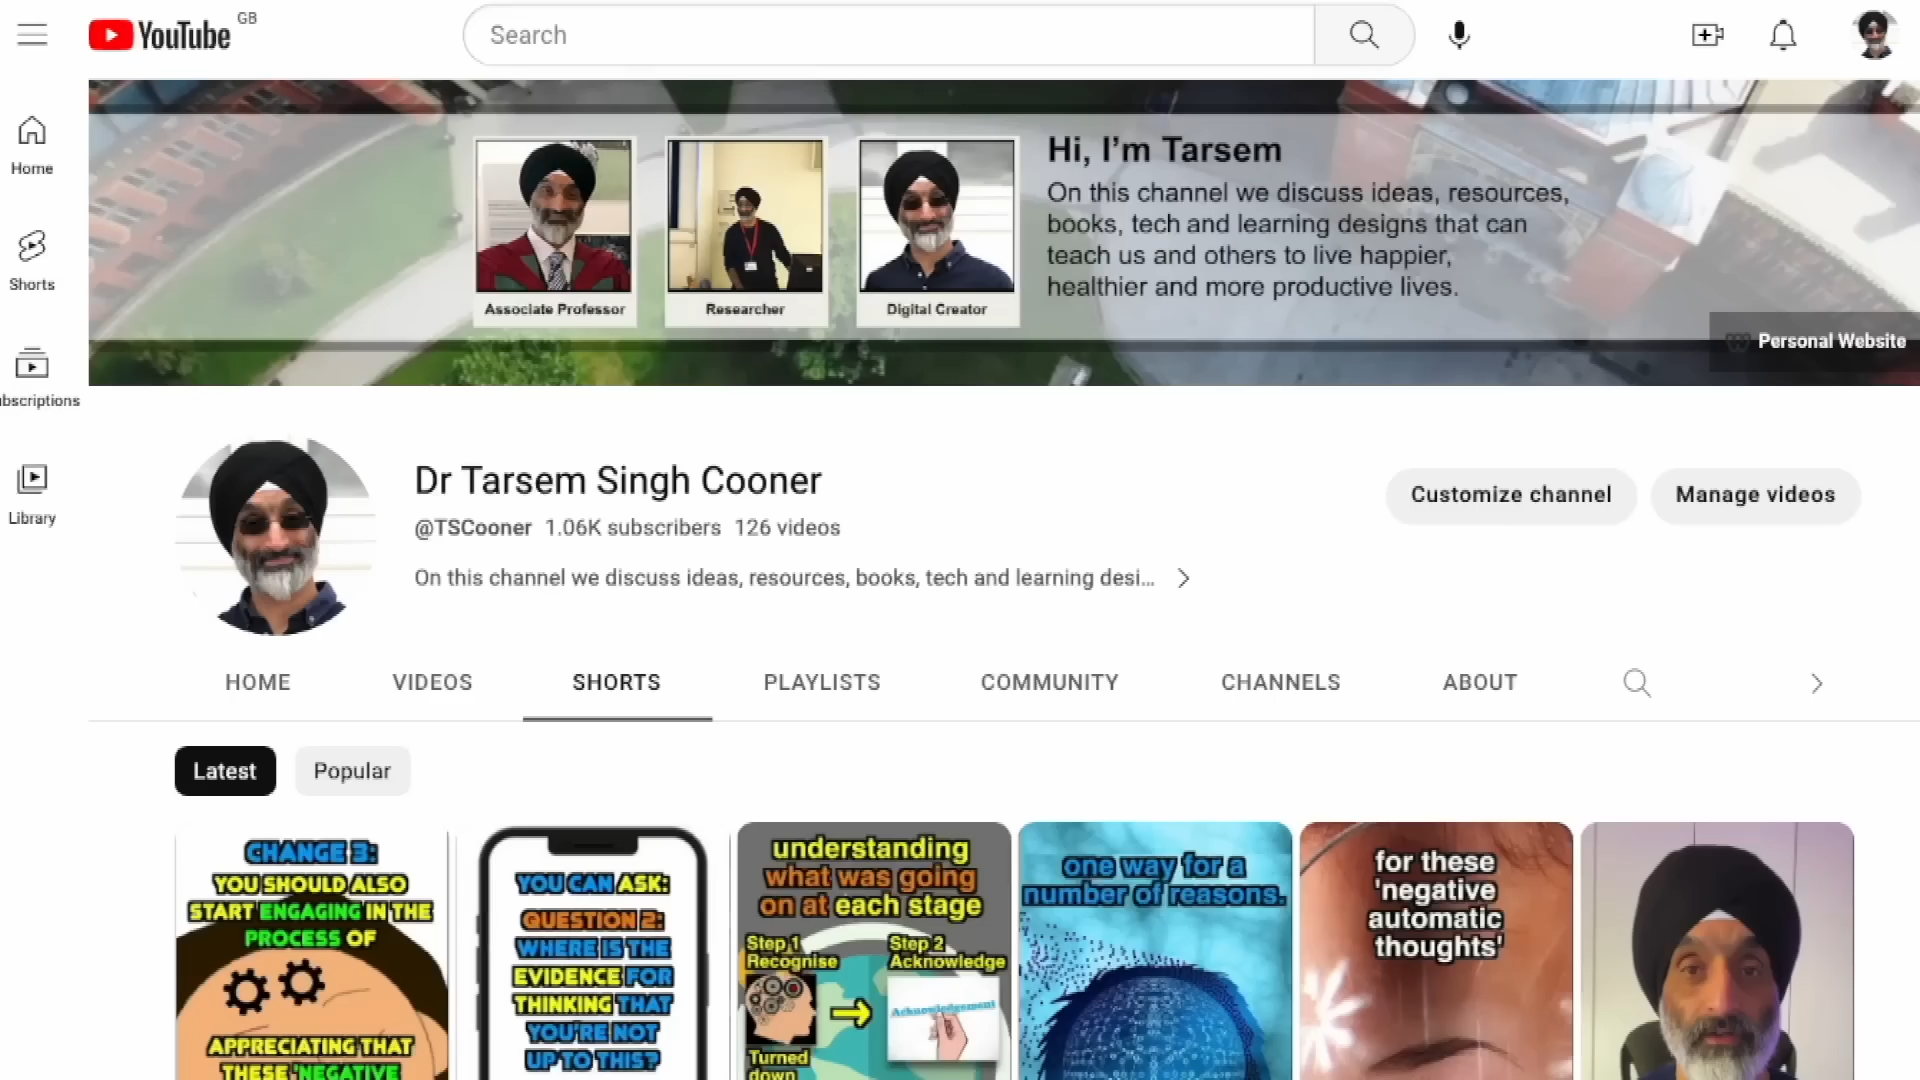 YouTube GB
Search
Home
Shorts
bscriptions
Library
Associate Professor
Researcher
Digital Creator
Hi, I'm Tarsem
On this channel we discuss ideas, resources,
books, tech and learning designs that can
teach us and others to live happier,
healthier and more productive lives.
Personal Website
Dr Tarsem Singh Cooner
@TSCooner 1.06K subscribers 126 videos
On this channel we discuss ideas, resources, books, tech and learning desi...
Customize channel
Manage videos
HOME VIDEOS SHORTS PLAYLISTS COMMUNITY CHANNELS ABOUT
Latest Popular
CHANGE 3:
YOU SHOULD ALSO
START ENGAGING IN THE
PROCESS OF
APPRECIATING THAT
THESE 'NEGATIVE
YOU CAN ASK:
QUESTION 2:
WHERE IS THE
EVIDENCE FOR
THINKING THAT
YOU'RE NOT
UP TO THIS?
understanding
what was going
on at each stage
Step 1
Recognise
Step 2
Acknowledge
Acknowledgement
Turned
down
one way for a
number of reasons.
for these
'negative
automatic
thoughts'